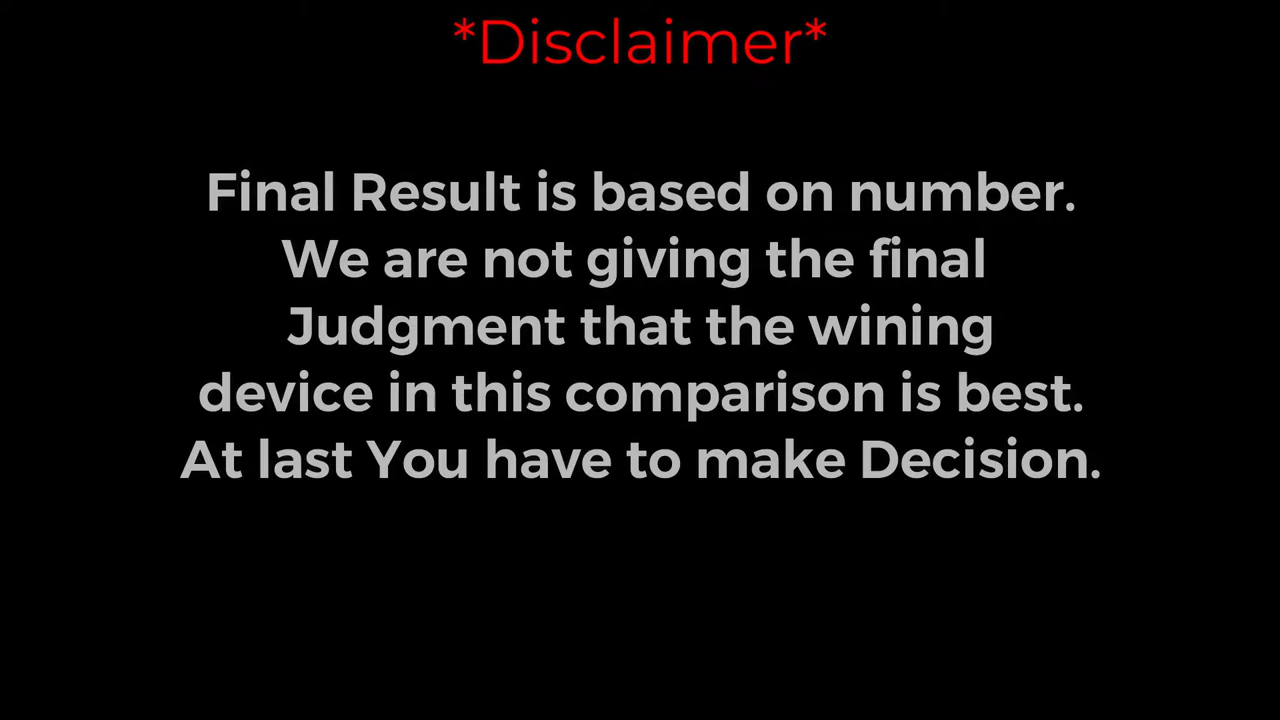 *Disclaimer*
Final Result is based on number.
We are not giving the final
Judgment that the wining
device in this comparison is best.
At last You have to make Decision.